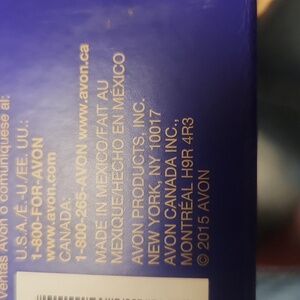 ventas Avon o comuníquese al:
U.S.A./É.-U./EE. UU.:
1-800-FOR-AVON
www.avon.com
CANADA:
1-800-265-AVON www.avon.ca
MADE IN MEXICO/FAIT AU
MEXIQUE/HECHO EN MÉXICO
AVON PRODUCTS, INC.
NEW YORK, NY 10017
AVON CANADA INC.,
MONTRÉAL H9R 4R3
© 2015 AVON